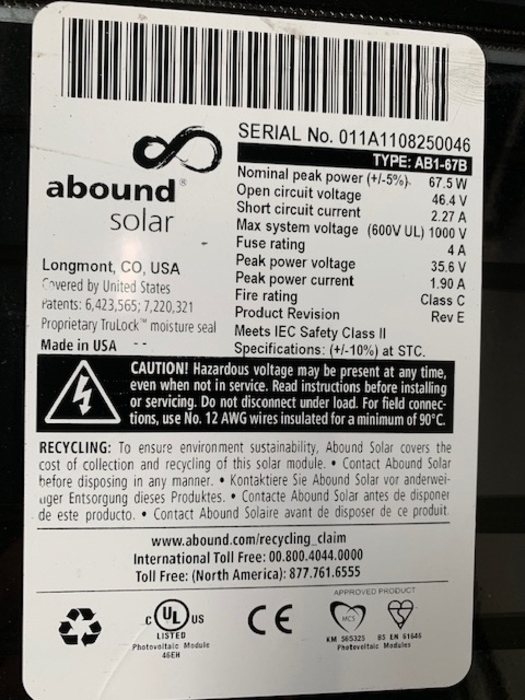 SERIAL No. 011A1108250046
TYPE: AB1-67B
abound®
solar
Nominal peak power (+/-5%) 67.5 W
Open circuit voltage 46.4 V
Short circuit current 2.27 A
Max system voltage (600V UL) 1000 V
Fuse rating 4 A
Peak power voltage 35.6 V
Peak power current 1.90 A
Fire rating Class C
Product Revision Rev E
Meets IEC Safety Class II
Specifications: (+/-10%) at STC.
Longmont, CO, USA
Covered by United States
Patents: 6,423,565; 7,220,321
Proprietary TruLock™ moisture seal
Made in USA --
CAUTION! Hazardous voltage may be present at any time,
even when not in service. Read instructions before installing
or servicing. Do not disconnect under load. For field connec-
tions, use No. 12 AWG wires insulated for a minimum of 90°C.
RECYCLING: To ensure environment sustainability, Abound Solar covers the
cost of collection and recycling of this solar module. • Contact Abound Solar
before disposing in any manner. • Kontaktiere Sie Abound Solar vor anderwei-
tiger Entsorgung dieses Produktes. • Contacte Abound Solar antes de disponer
de este producto. • Contact Abound Solaire avant de disposer de ce produit.
www.abound.com/recycling_claim
International Toll Free: 00.800.4044.0000
Toll Free: (North America): 877.761.6555
APPROVED PRODUCT
C UL US
LISTED
Photovoltaic Module
46EH
CE
MCS
KM 565325 BS EN 61646
Photovoltaic Modules